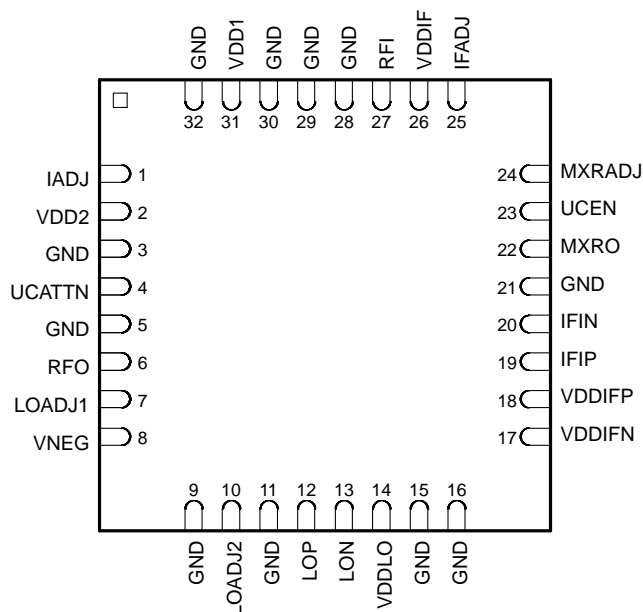 GND
VDD1
GND
GND
GND
RFI
VDDIF
IFADJ
32
31
30
29
28
27
26
25
IADJ 1
VDD2 2
GND 3
UCATTN 4
GND 5
RFO 6
LOADJ1 7
VNEG 8
24 MXRADJ
23 UCEN
22 MXRO
21 GND
20 IFIN
19 IFIP
18 VDDIFP
17 VDDIFN
9
10
11
12
13
14
15
16
GND
LOADJ2
GND
LOP
LON
VDDLO
GND
GND